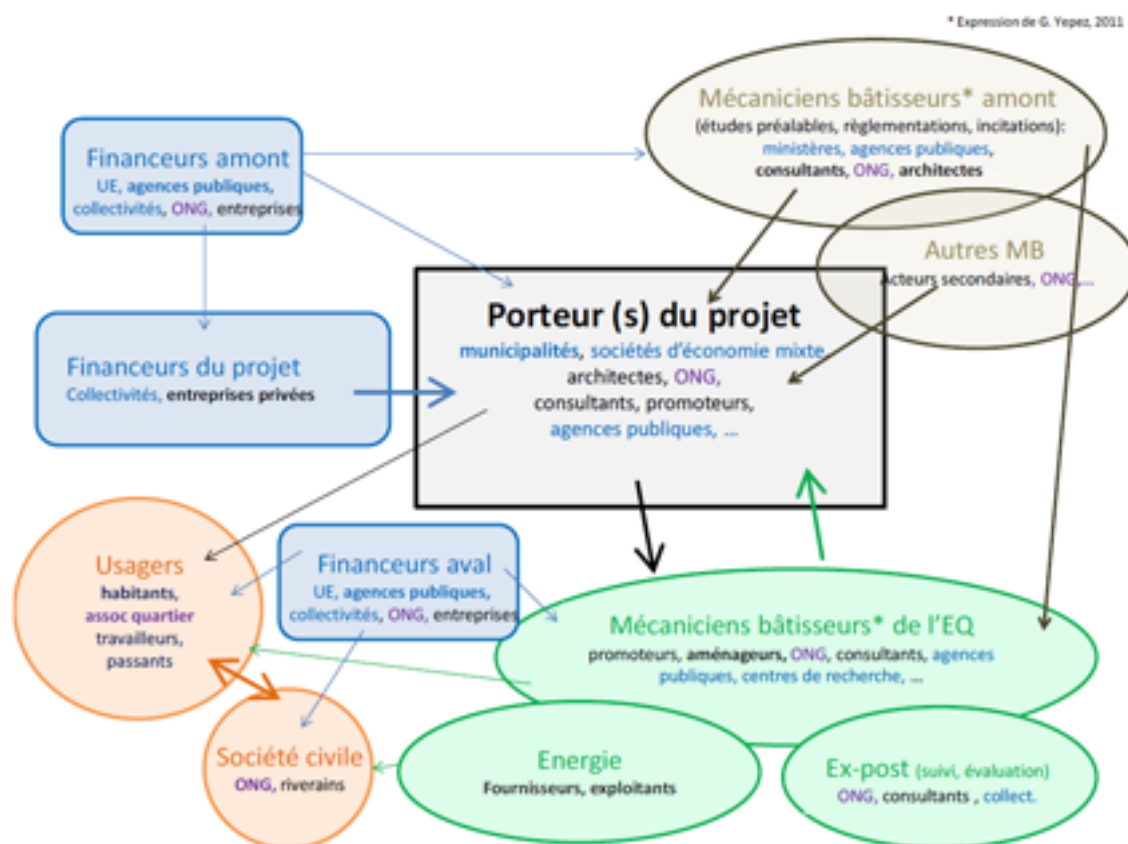 * Expression de G. Yepez, 2011
Mécaniciens bâtisseurs* amont
(études préalables, règlementations, incitations):
ministères, agences publiques,
consultants, ONG, architectes
Financeurs amont
UE, agences publiques,
collectivités, ONG, entreprises
Autres MB
Acteurs secondaires, ONG,...
Porteur (s) du projet
municipalités, sociétés d'économie mixte
architectes, ONG,
consultants, promoteurs,
agences publiques, ...
Financeurs du projet
Collectivités, entreprises privées
Usagers
habitants,
assoc quartier
travailleurs,
passants
Financeurs aval
UE, agences publiques,
collectivités, ONG, entreprises
Mécaniciens bâtisseurs* de l'EQ
promoteurs, aménageurs, ONG, consultants, agences
publiques, centres de recherche, ...
Société civile
ONG, riverains
Energie
Fournisseurs, exploitants
Ex-post (suivi, évaluation)
ONG, consultants , collect.